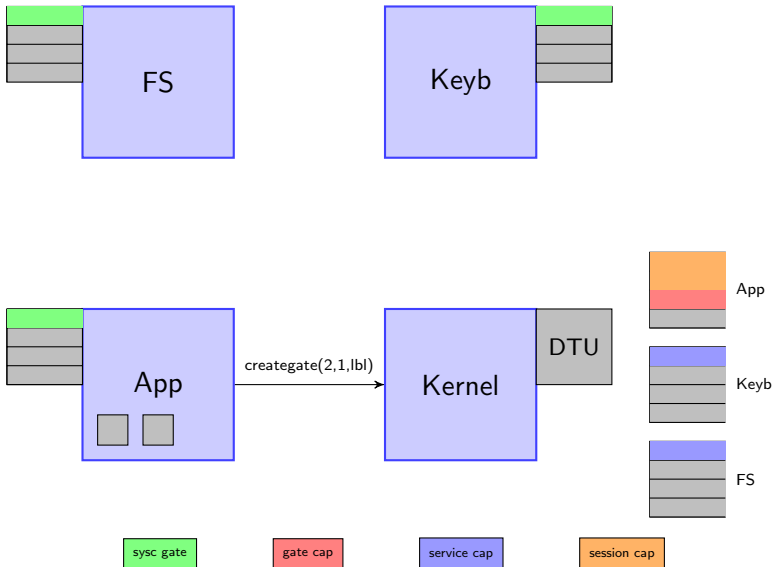 FS
Keyb
App
creategate(2,1,lbl)
Kernel
DTU
App
Keyb
FS
sysc gate
gate cap
service cap
session cap